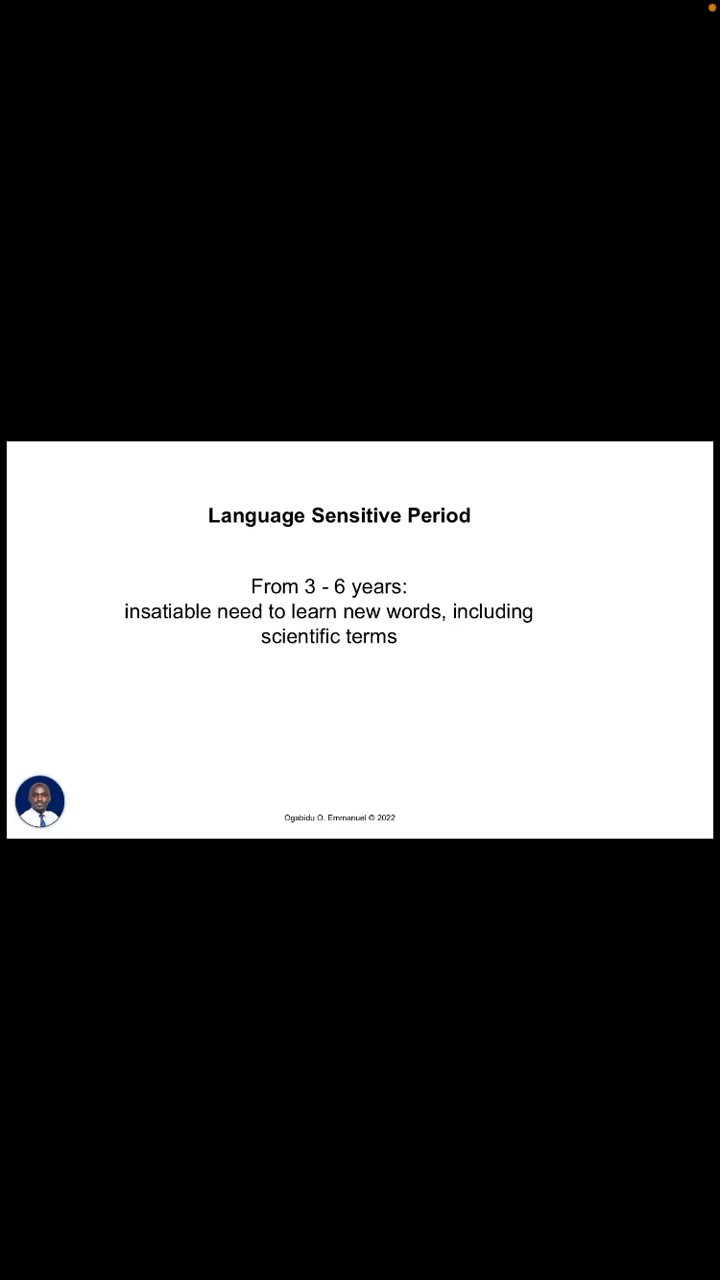 Language Sensitive Period
From 3 - 6 years:
insatiable need to learn new words, including
scientific terms
Ogabidu O. Emmanuel © 2022